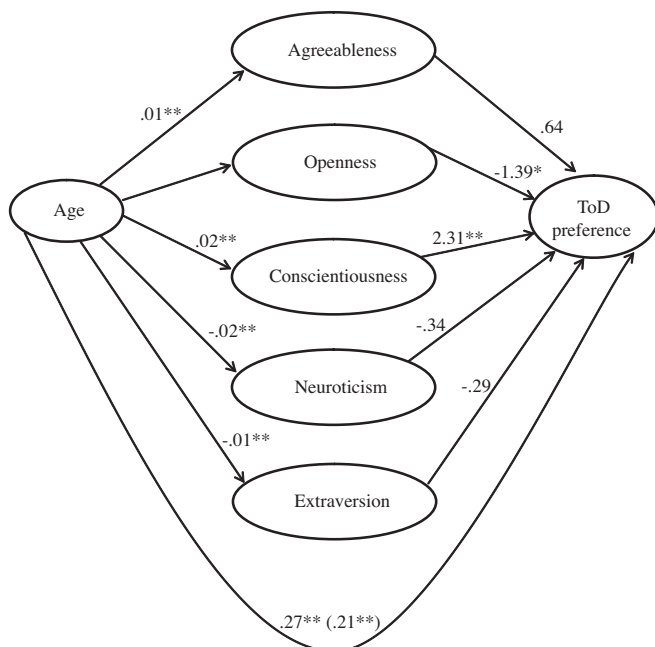 Agreeableness
.01**
.64
Openness
-1.39*
Age
ToD
preference
.02**
2.31**
Conscientiousness
-.02**
-.34
Neuroticism
-.29
-.01**
Extraversion
.27** (.21**)